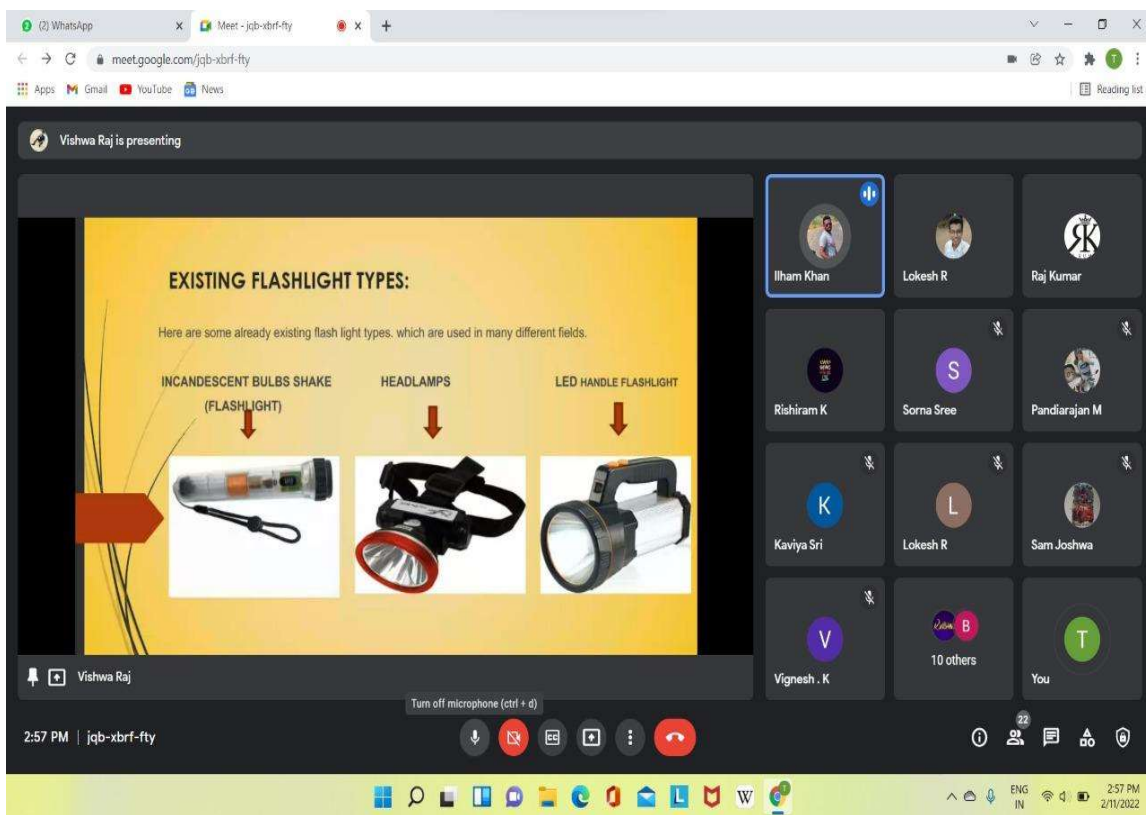 (2) WhatsApp
Meet - jqb-xbrf-fty
meet.google.com/jqb-xbrf-fty
Apps
Gmail
YouTube
News
Reading list
Vishwa Raj is presenting
EXISTING FLASHLIGHT TYPES:
Here are some already existing flash light types. which are used in many different fields.
INCANDESCENT BULBS SHAKE
(FLASHLIGHT)
HEADLAMPS
LED HANDLE FLASHLIGHT
Vishwa Raj
Ilham Khan
Lokesh R
RK
Raj Kumar
Rishiram K
S
Sorna Sree
Pandiarajan M
K
Kaviya Sri
L
Lokesh R
Sam Joshwa
V
Vignesh . K
B
10 others
T
You
Turn off microphone (ctrl + d)
2:57 PM | jqb-xbrf-fty
22
ENG
IN
2:57 PM
2/11/2022